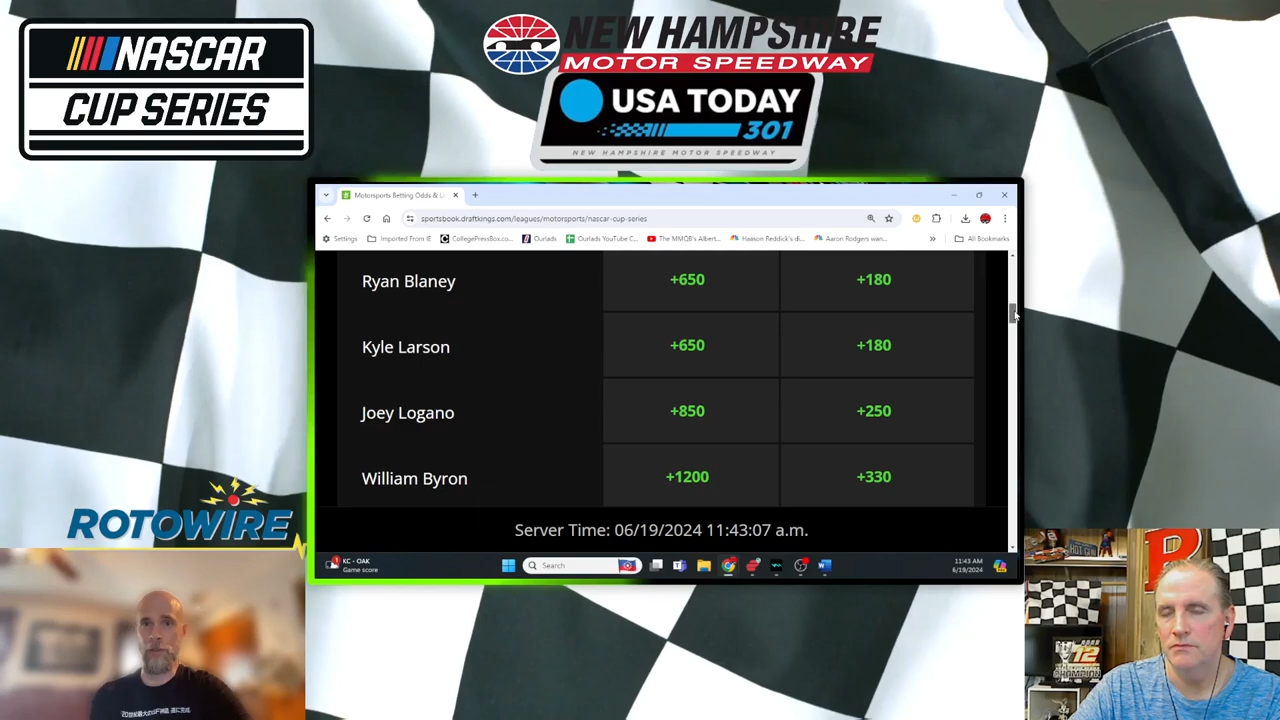 NASCAR
CUP SERIES
NEW HAMPSHIRE
MOTOR SPEEDWAY
USA TODAY
301
NEW HAMPSHIRE MOTOR SPEEDWAY
Motorsports Betting Odds & Li
sportsbook.draftkings.com/leagues/motorsports/nascar-cup-series
Settings
Imported From IE
CollegePressBox.co...
Ourlads
Ourlads YouTube C...
The MMQB's Albert...
Haason Reddick's di...
Aaron Rodgers wan...
»
All Bookmarks
Ryan Blaney +650 +180
Kyle Larson +650 +180
Joey Logano +850 +250
William Byron +1200 +330
Server Time: 06/19/2024 11:43:07 a.m.
KC - OAK
Game score
Search
11:43 AM
6/19/2024
ROTOWIRE
HOT GUN
R
12